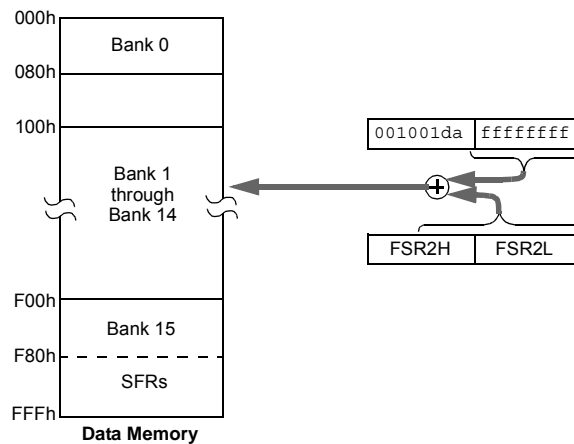 000h
Bank 0
080h
100h
001001da ffffffff
Bank 1
through
Bank 14
FSR2H FSR2L
F00h
Bank 15
F80h
SFRs
FFFh
Data Memory